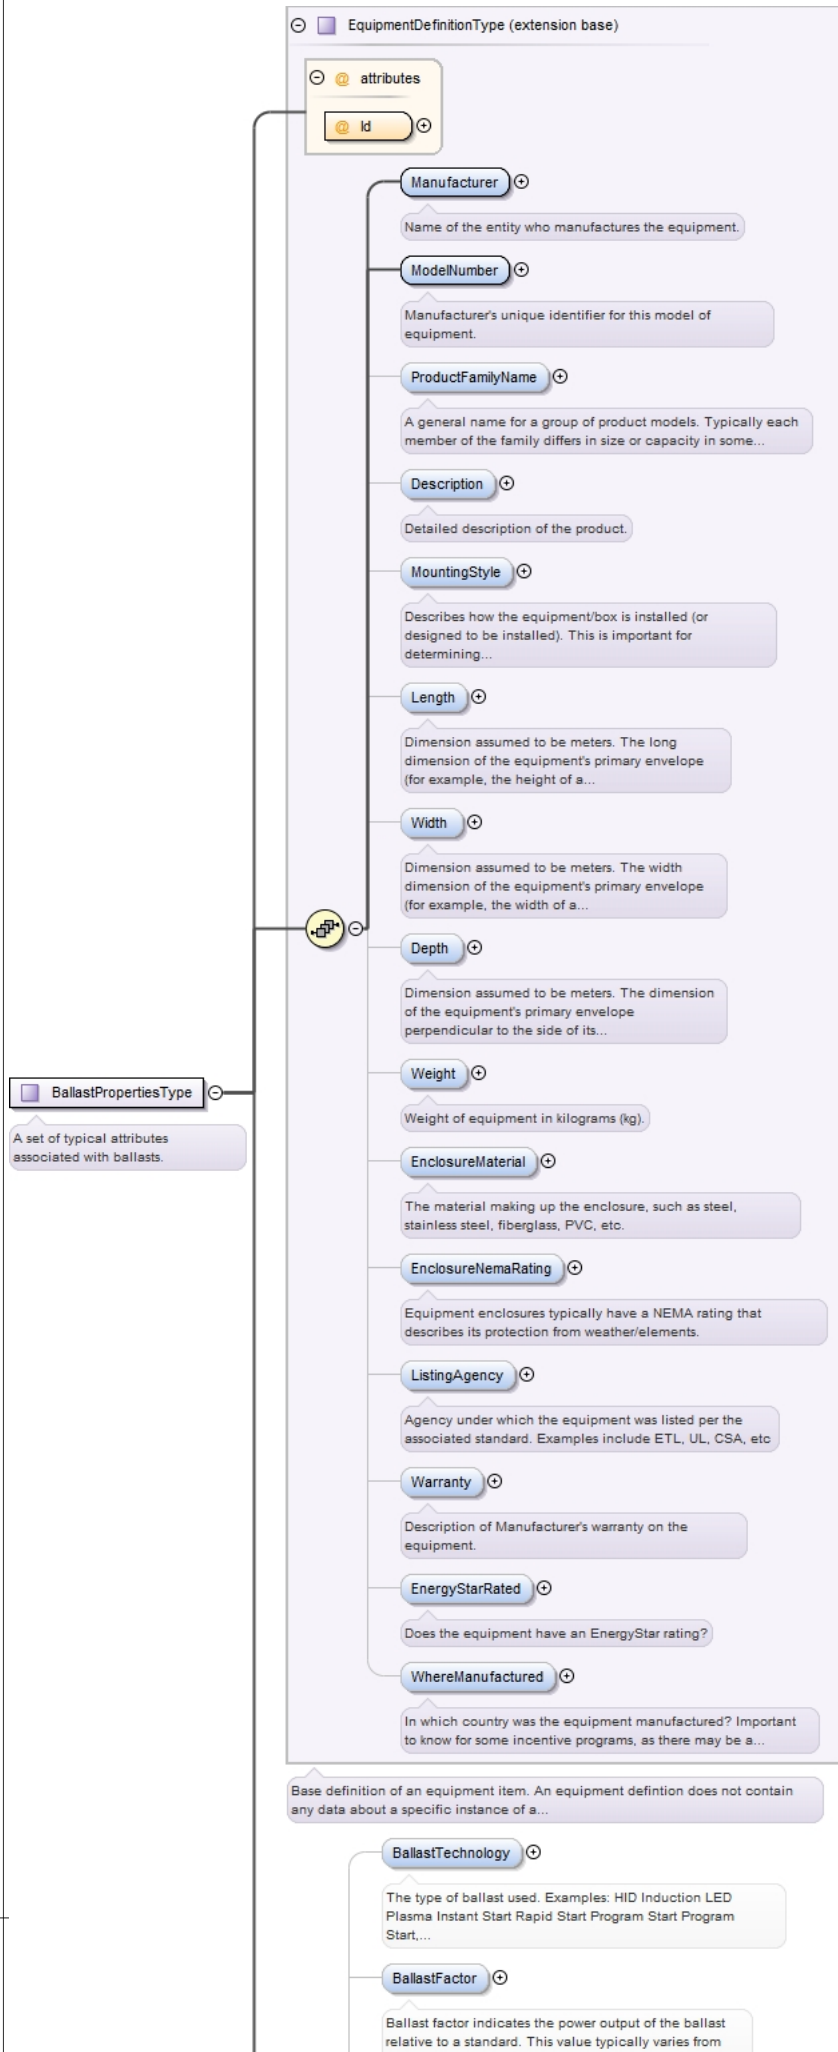 EquipmentDefinitionType (extension base)
@ attributes
@ Id
Manufacturer
Name of the entity who manufactures the equipment.
ModelNumber
Manufacturer's unique identifier for this model of
equipment.
ProductFamilyName
A general name for a group of product models. Typically each
member of the family differs in size or capacity in some...
Description
Detailed description of the product.
MountingStyle
Describes how the equipment/box is installed (or
designed to be installed). This is important for
determining...
Length
Dimension assumed to be meters. The long
dimension of the equipment's primary envelope
(for example, the height of a...
Width
Dimension assumed to be meters. The width
dimension of the equipment's primary envelope
(for example, the width of a...
Depth
Dimension assumed to be meters. The dimension
of the equipment's primary envelope
perpendicular to the side of its...
Weight
Weight of equipment in kilograms (kg).
BallastPropertiesType
A set of typical attributes
associated with ballasts.
EnclosureMaterial
The material making up the enclosure, such as steel,
stainless steel, fiberglass, PVC, etc.
EnclosureNemaRating
Equipment enclosures typically have a NEMA rating that
describes its protection from weather/elements.
ListingAgency
Agency under which the equipment was listed per the
associated standard. Examples include ETL, UL, CSA, etc
Warranty
Description of Manufacturer's warranty on the
equipment.
EnergyStarRated
Does the equipment have an EnergyStar rating?
WhereManufactured
In which country was the equipment manufactured? Important
to know for some incentive programs, as there may be a...
Base definition of an equipment item. An equipment defintion does not contain
any data about a specific instance of a...
BallastTechnology
The type of ballast used. Examples: HID Induction LED
Plasma Instant Start Rapid Start Program Start Program
Start,...
BallastFactor
Ballast factor indicates the power output of the ballast
relative to a standard. This value typically varies from